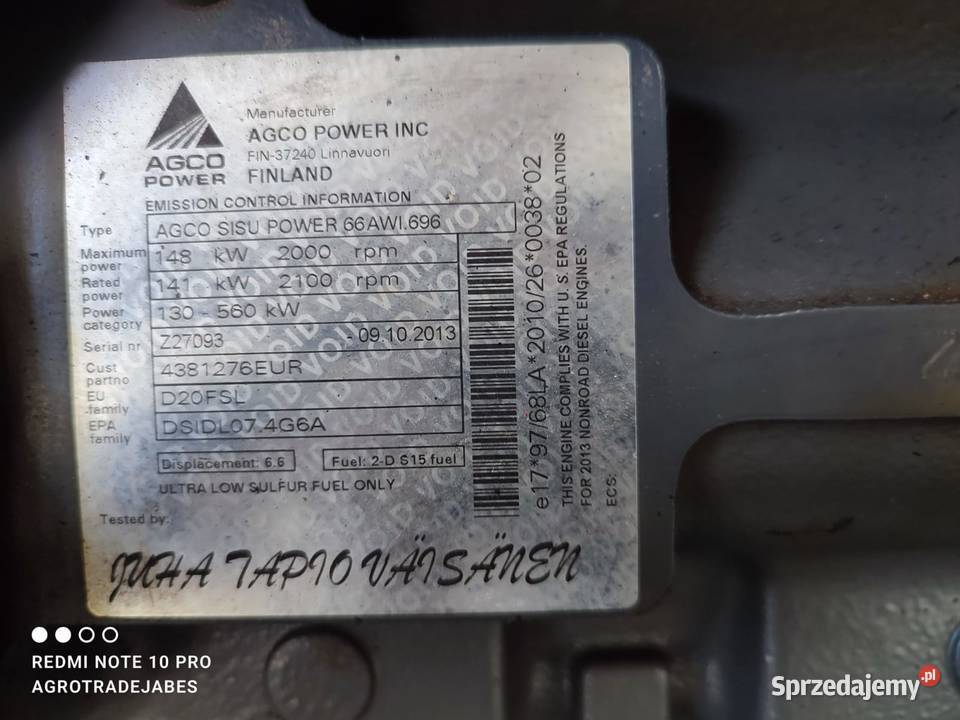 AGCO
POWER
Manufacturer
AGCO POWER INC
FIN-37240 Linnavuori
FINLAND
EMISSION CONTROL INFORMATION
Type AGCO SISU POWER 66AWI.696
Maximum power 148 kW 2000 rpm
Rated power 141 kW 2100 rpm
Power category 130 - 560 kW
Serial nr Z27093 - 09.10.2013
Cust partno 4381276EUR
EU family D20FSL
EPA family DSIDL07.4G6A
Displacement: 6.6 Fuel: 2-D S15 fuel
ULTRA LOW SULFUR FUEL ONLY
Tested by:
JUHA TAPIO VÄISÄNEN
e17*97/68LA*2010/26*0038*02
THIS ENGINE COMPLIES WITH U.S. EPA REGULATIONS
FOR 2013 NONROAD DIESEL ENGINES.
ECS:
VOID VOID VOID
REDMI NOTE 10 PRO
AGROTRADEJABES
Sprzedajemy.pl